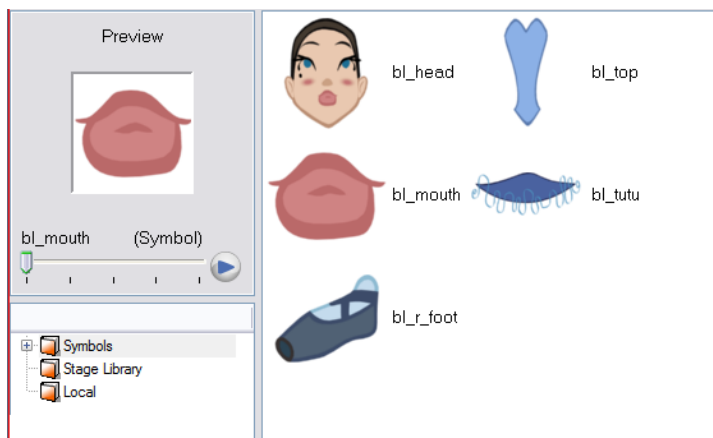 Preview
bl_mouth (Symbol)
Symbols
Stage Library
Local
bl_head
bl_top
bl_mouth
bl_tutu
bl_r_foot